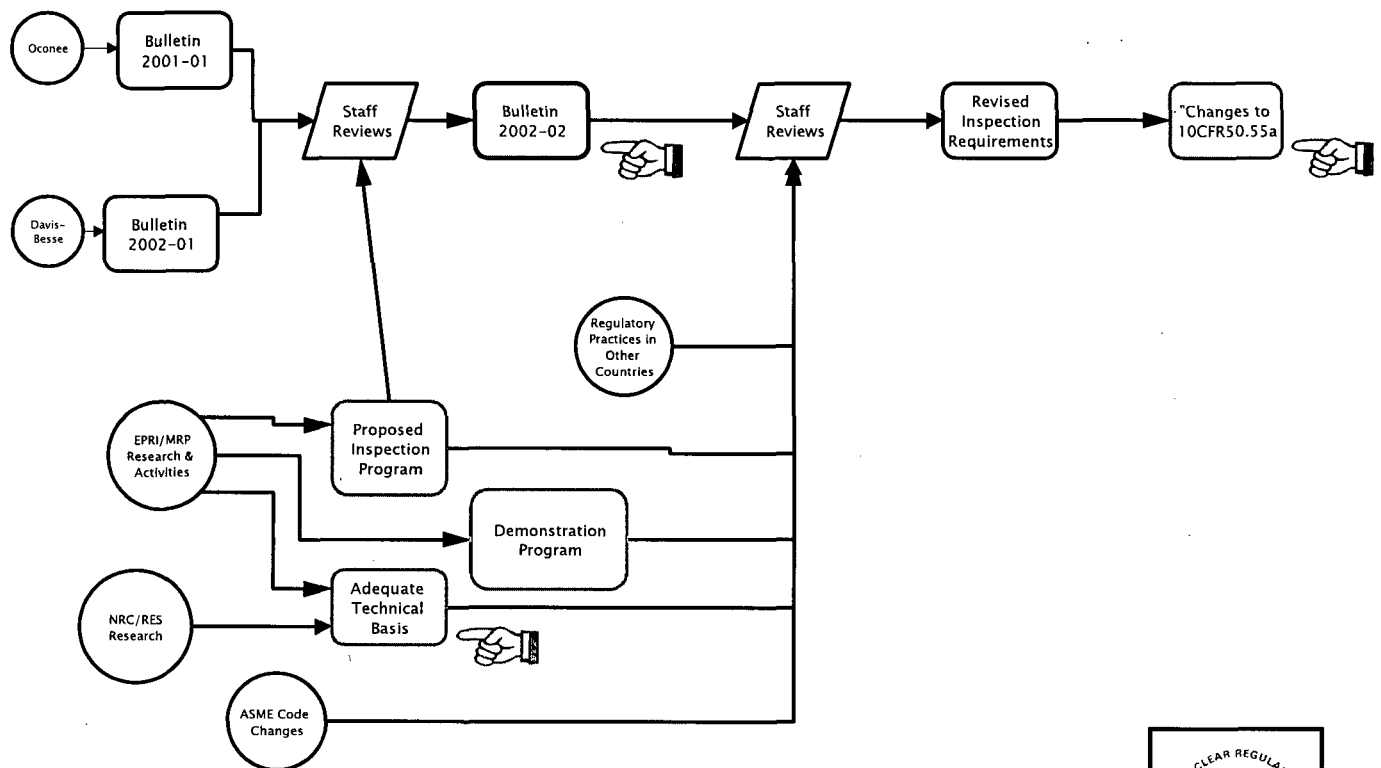 Oconee
Bulletin
2001-01
Staff
Reviews
Bulletin
2002-02
Staff
Reviews
Revised
Inspection
Requirements
"Changes to
10CFR50.55a
Davis-
Besse
Bulletin
2002-01
Regulatory
Practices in
Other
Countries
EPRI/MRP
Research &
Activities
Proposed
Inspection
Program
Demonstration
Program
Adequate
Technical
Basis
NRC/RES
Research
ASME Code
Changes